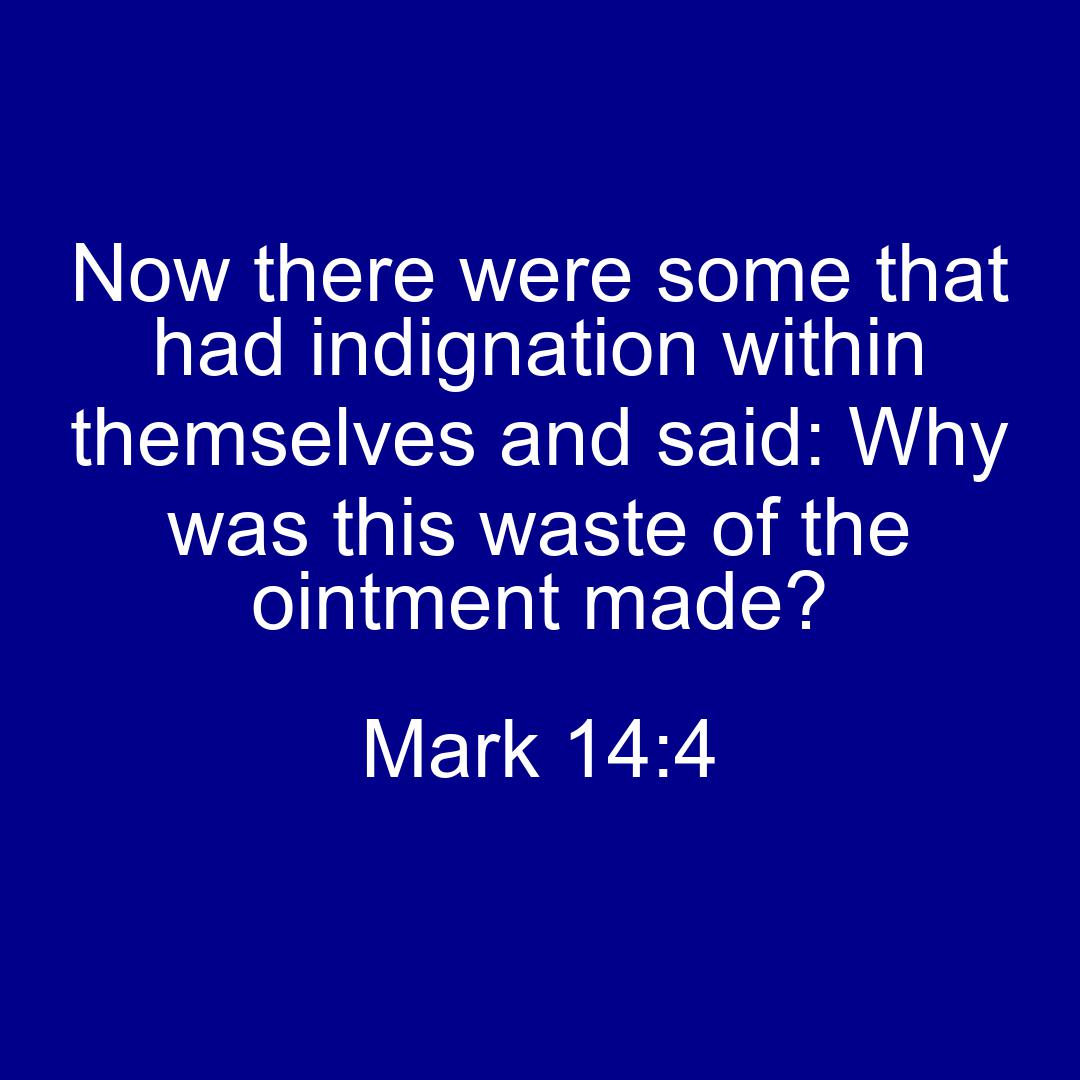 Now there were some that
had indignation within
themselves and said: Why
was this waste of the
ointment made?
Mark 14:4